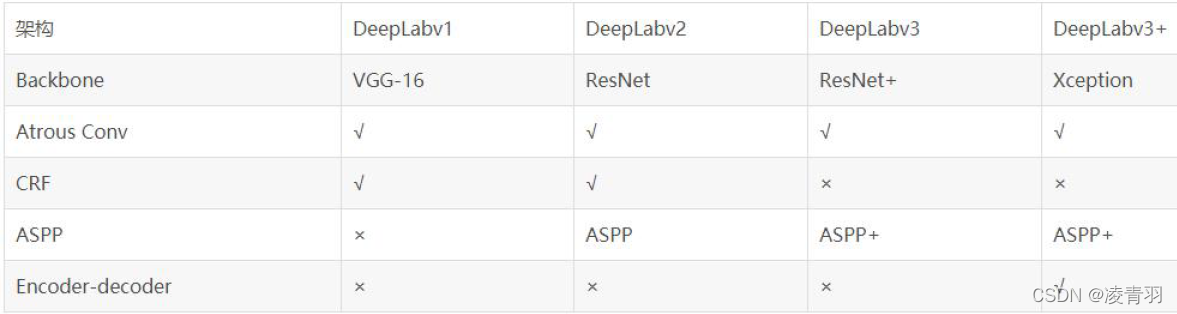 架构 DeepLabv1 DeepLabv2 DeepLabv3 DeepLabv3+
Backbone VGG-16 ResNet ResNet+ Xception
Atrous Conv √ √ √ √
CRF √ √ × ×
ASPP × ASPP ASPP+ ASPP+
Encoder-decoder × × × √
CSDN @凌青羽